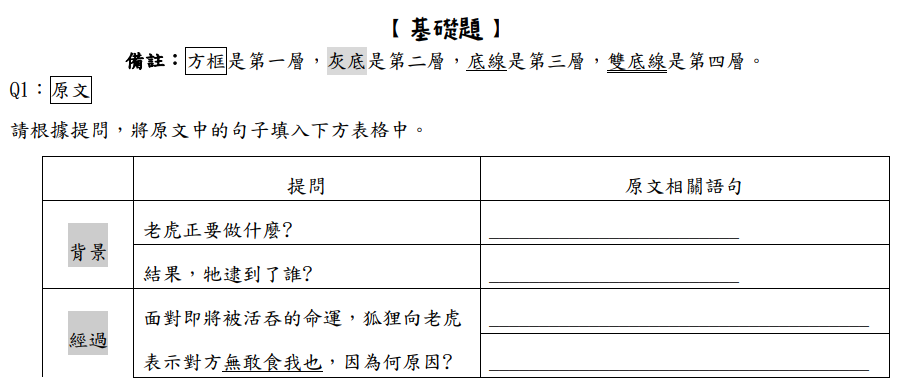 【基礎題】
備註：方框是第一層，灰底是第二層，底線是第三層，雙底線是第四層。
Q1：原文
請根據提問，將原文中的句子填入下方表格中。
提問 原文相關語句
背景
老虎正要做什麼?
結果，牠逮到了誰?
經過
面對即將被活吞的命運，狐狸向老虎
表示對方無敢食我也，因為何原因?